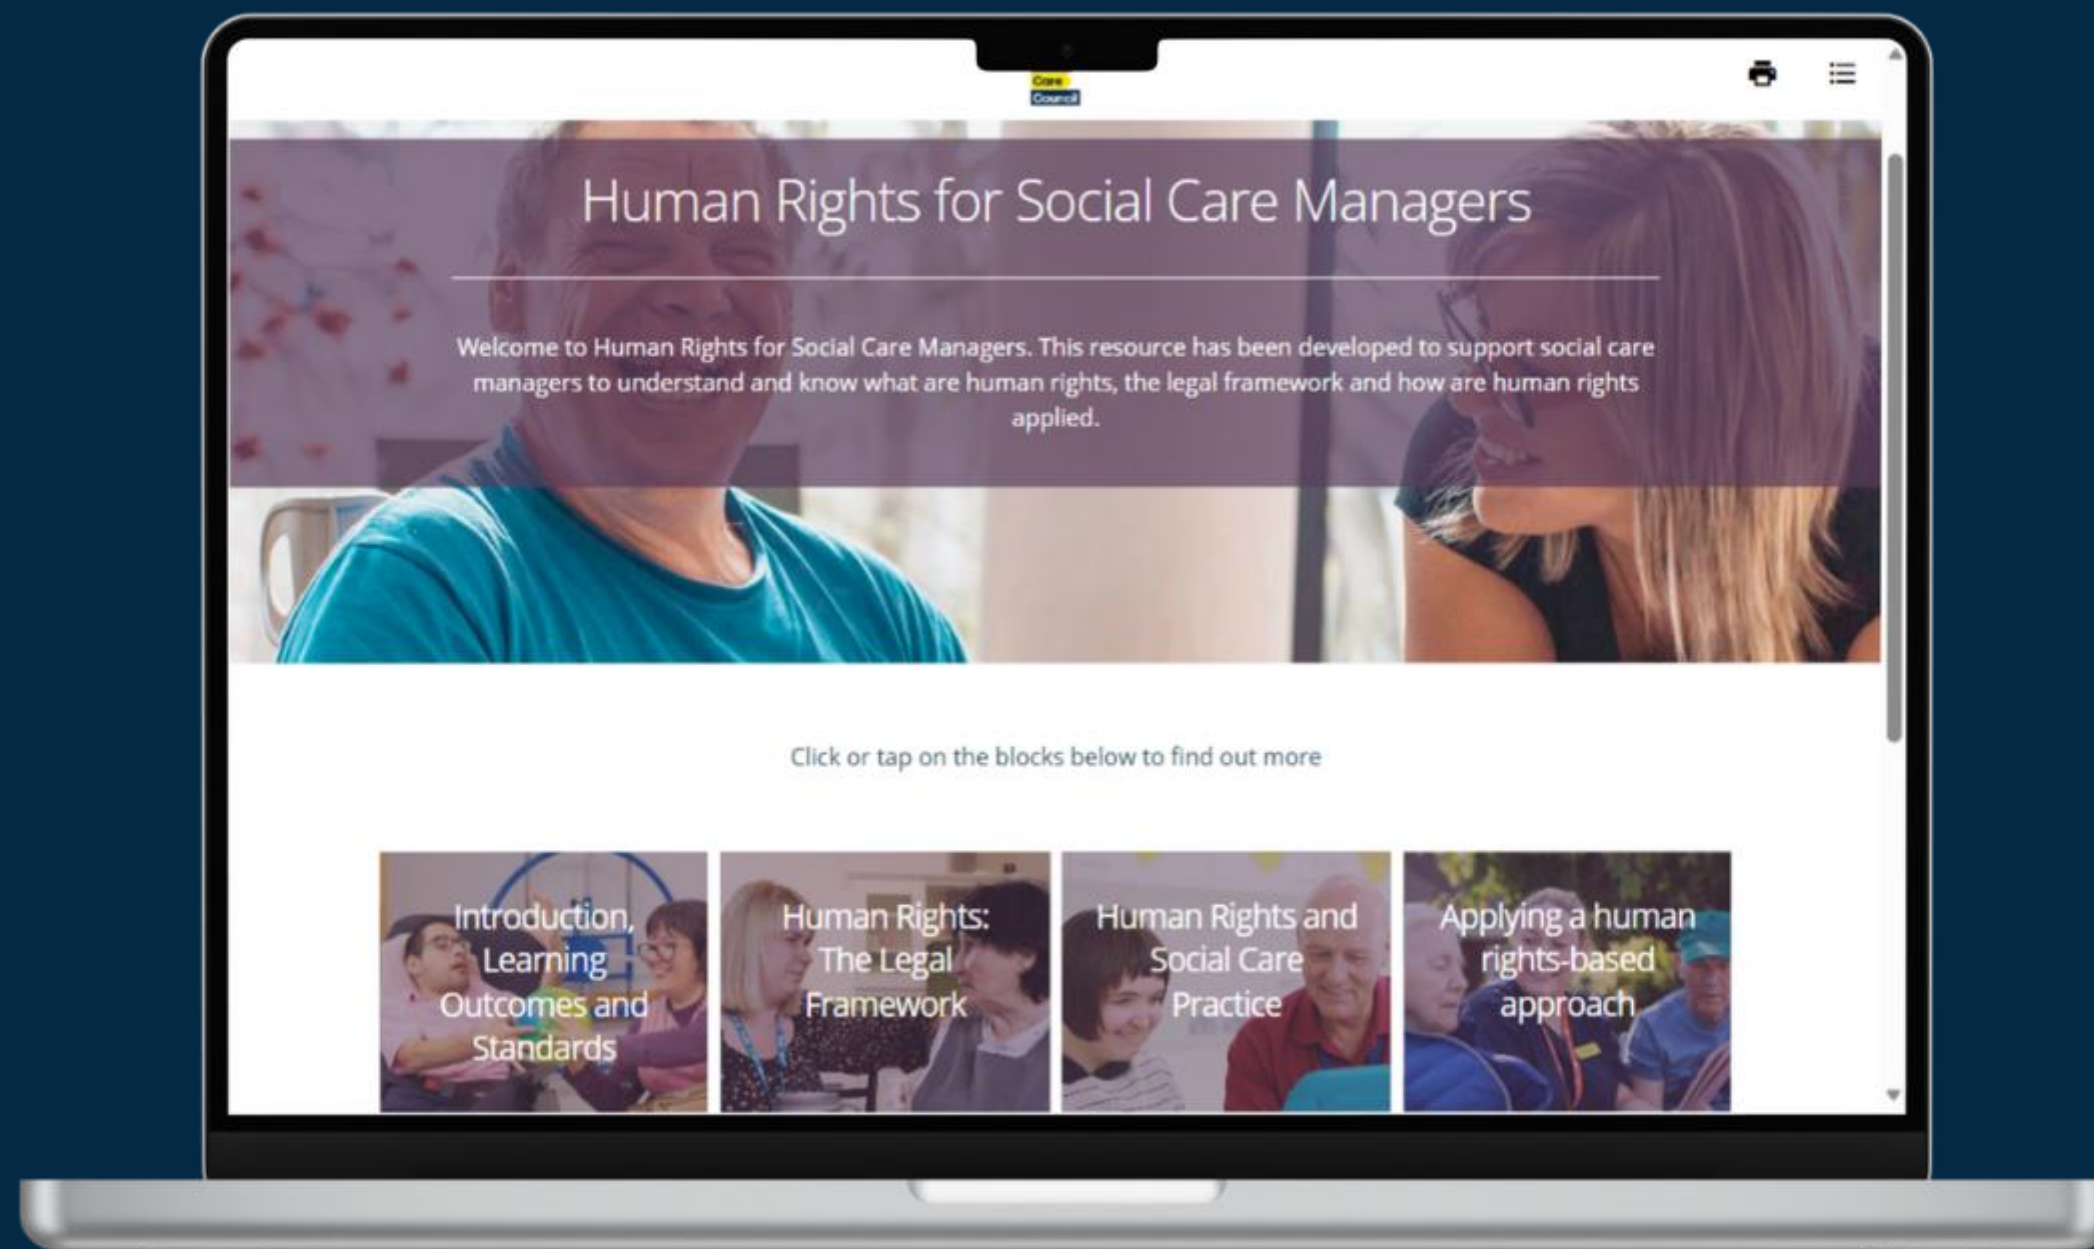 Care
Council
Human Rights for Social Care Managers
Welcome to Human Rights for Social Care Managers. This resource has been developed to support social care
managers to understand and know what are human rights, the legal framework and how are human rights
applied.
Click or tap on the blocks below to find out more
Introduction,
Learning
Outcomes and
Standards
Human Rights:
The Legal
Framework
Human Rights and
Social Care
Practice
Applying a human
rights-based
approach